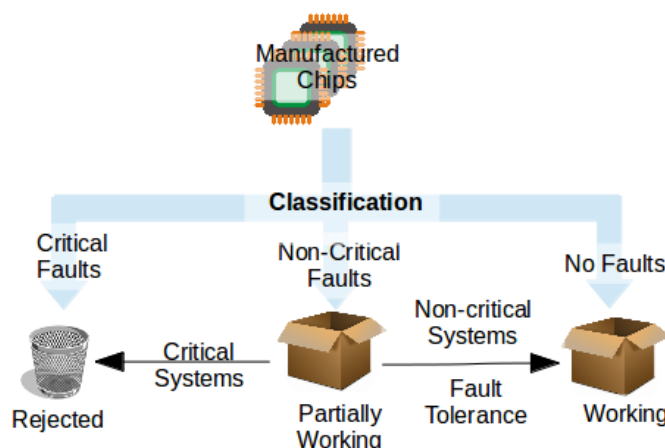 Manufactured
Chips
Classification
Critical
Faults
Non-Critical
Faults
No Faults
Critical
Systems
Non-critical
Systems
Fault
Tolerance
Rejected
Partially
Working
Working